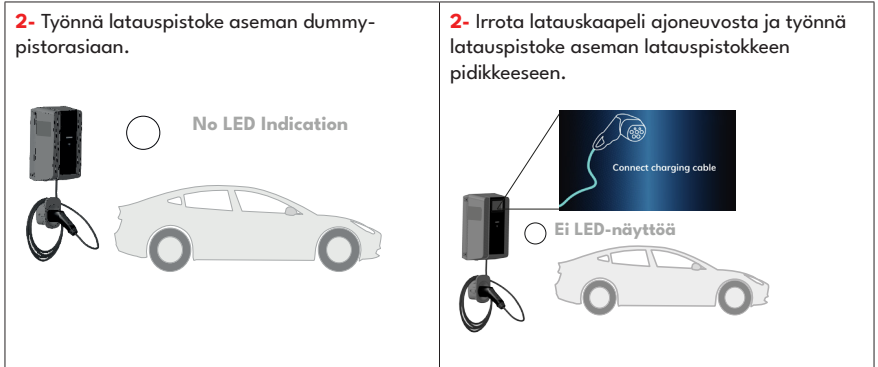 2- Työnnä latauspistoke aseman dummy-
pistorasiaan.
No LED Indication
2- Irrota latauskaapeli ajoneuvosta ja työnnä
latauspistoke aseman latauspistokkeen
pidikkeeseen.
Connect charging cable
Ei LED-näyttöä